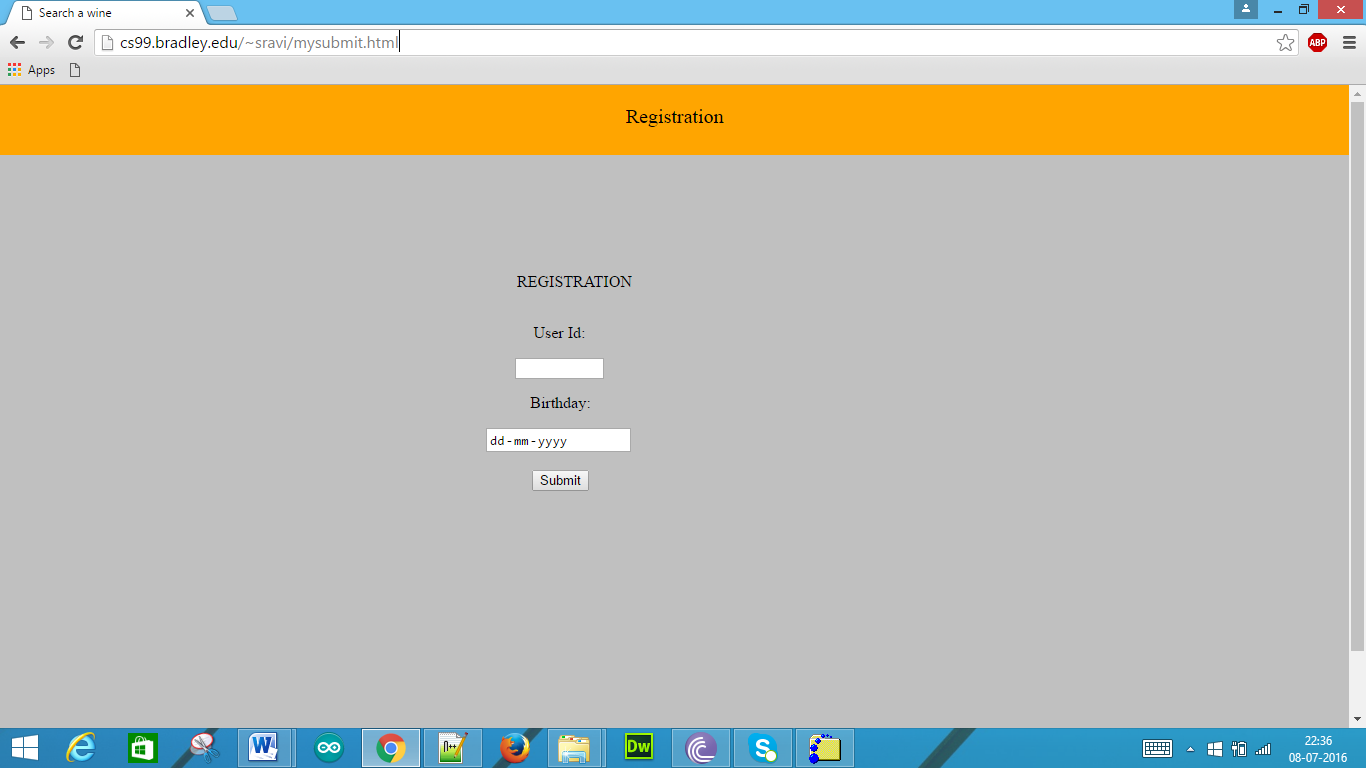 Search a wine
cs99.bradley.edu/~sravi/mysubmit.html
ABP
Apps
Registration
REGISTRATION
User Id:
Birthday:
dd-mm-yyyy
Submit
22:36
08-07-2016
W
n++
Dw
S